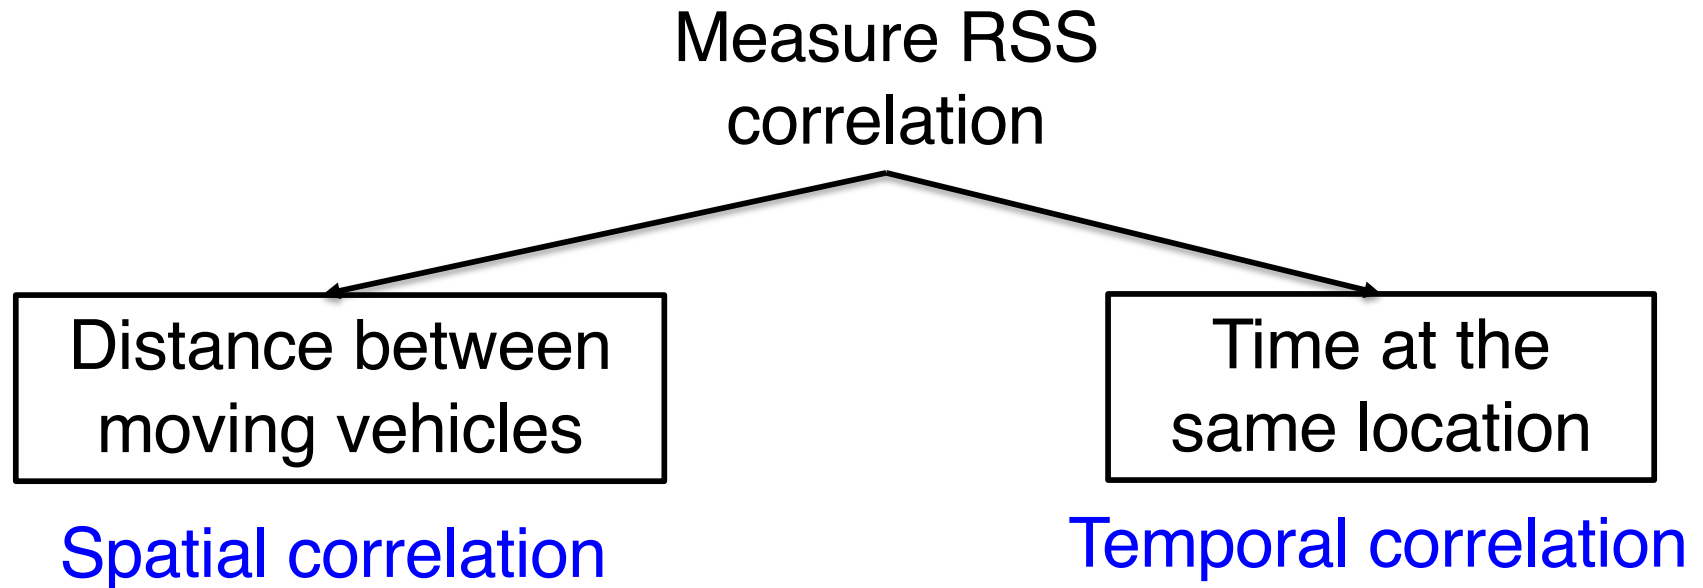 Measure RSS
correlation
Distance between
moving vehicles
Spatial correlation
Time at the
same location
Temporal correlation